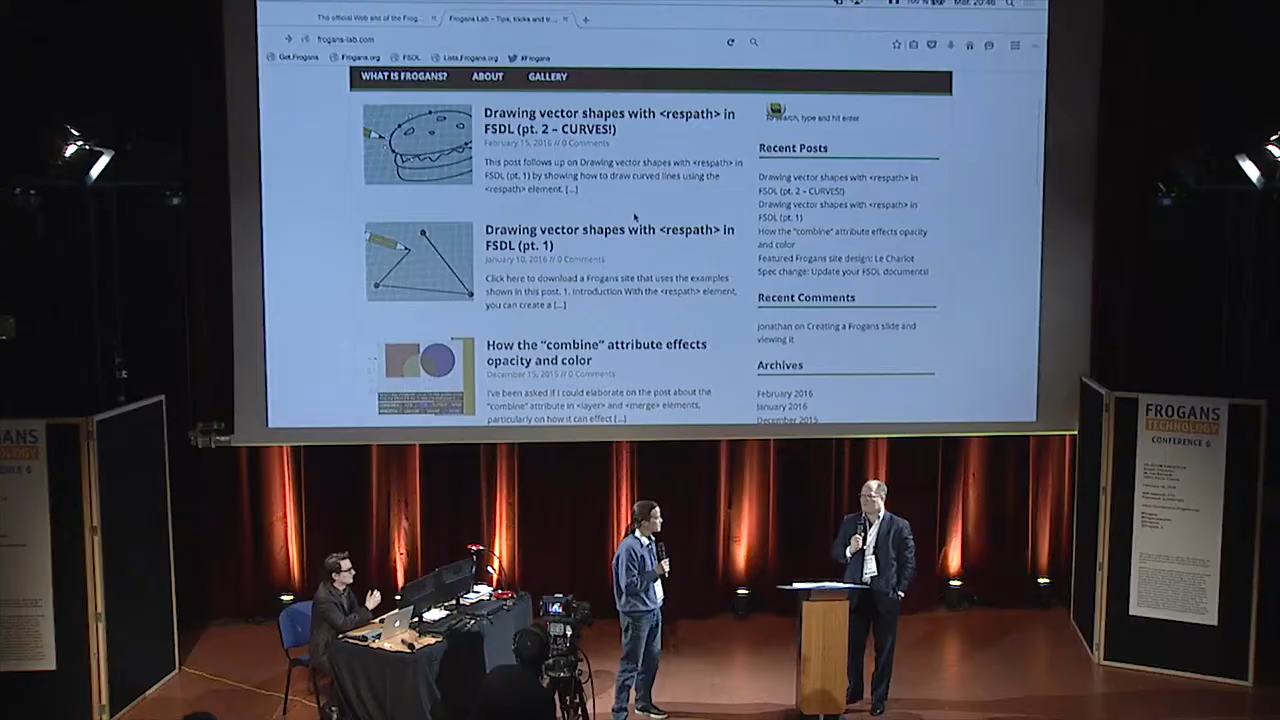 Mar. 20:46
The official Web site of the Frog...
Frogans Lab – Tips, tricks and tr...
frogans-lab.com
Get.Frogans
Frogans.org
FSDL
Lists.Frogans.org
#Frogans
WHAT IS FROGANS?
ABOUT
GALLERY
Drawing vector shapes with <respath> in
FSDL (pt. 2 – CURVES!)
February 15, 2016 // 0 Comments
This post follows up on Drawing vector shapes with <respath> in
FSDL (pt. 1) by showing how to draw curved lines using the
<respath> element. [...]
Drawing vector shapes with <respath> in
FSDL (pt. 1)
January 10, 2016 // 0 Comments
Click here to download a Frogans site that uses the examples
shown in this post. 1. Introduction With the <respath> element,
you can create a [...]
How the “combine” attribute effects
opacity and color
December 15, 2015 // 0 Comments
I've been asked if I could elaborate on the post about the
“combine” attribute in <layer> and <merge> elements,
particularly on how it can effect [...]
To search, type and hit enter
Recent Posts
Drawing vector shapes with <respath> in
FSDL (pt. 2 – CURVES!)
Drawing vector shapes with <respath> in
FSDL (pt. 1)
How the “combine” attribute effects opacity
and color
Featured Frogans site design: Le Chariot
Spec change: Update your FSDL documents!
Recent Comments
jonathan on Creating a Frogans slide and
viewing it
Archives
February 2016
January 2016
December 2015
FROGANS
TECHNOLOGY
CONFERENCE 6